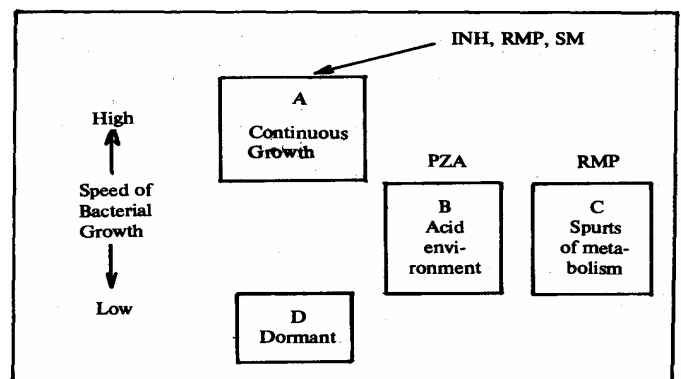 INH, RMP, SM
A
Continuous
Growth
High
Speed of
Bacterial
Growth
Low
PZA
B
Acid
envi-
ronment
RMP
C
Spurts
of meta-
bolism
D
Dormant